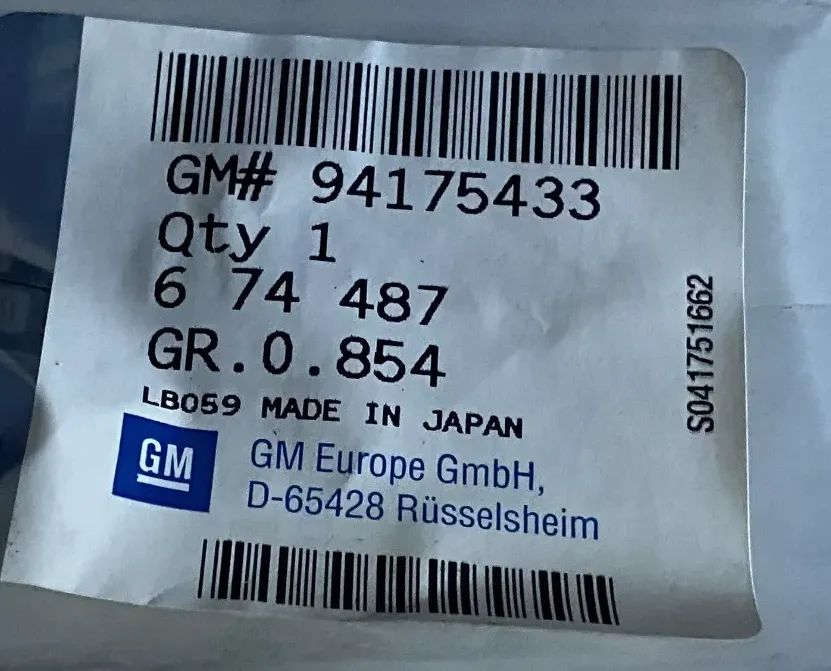 GM# 94175433
Qty 1
6 74 487
GR.0.854
LB059 MADE IN JAPAN
GM
GM Europe GmbH,
D-65428 Rüsselsheim
S041751662